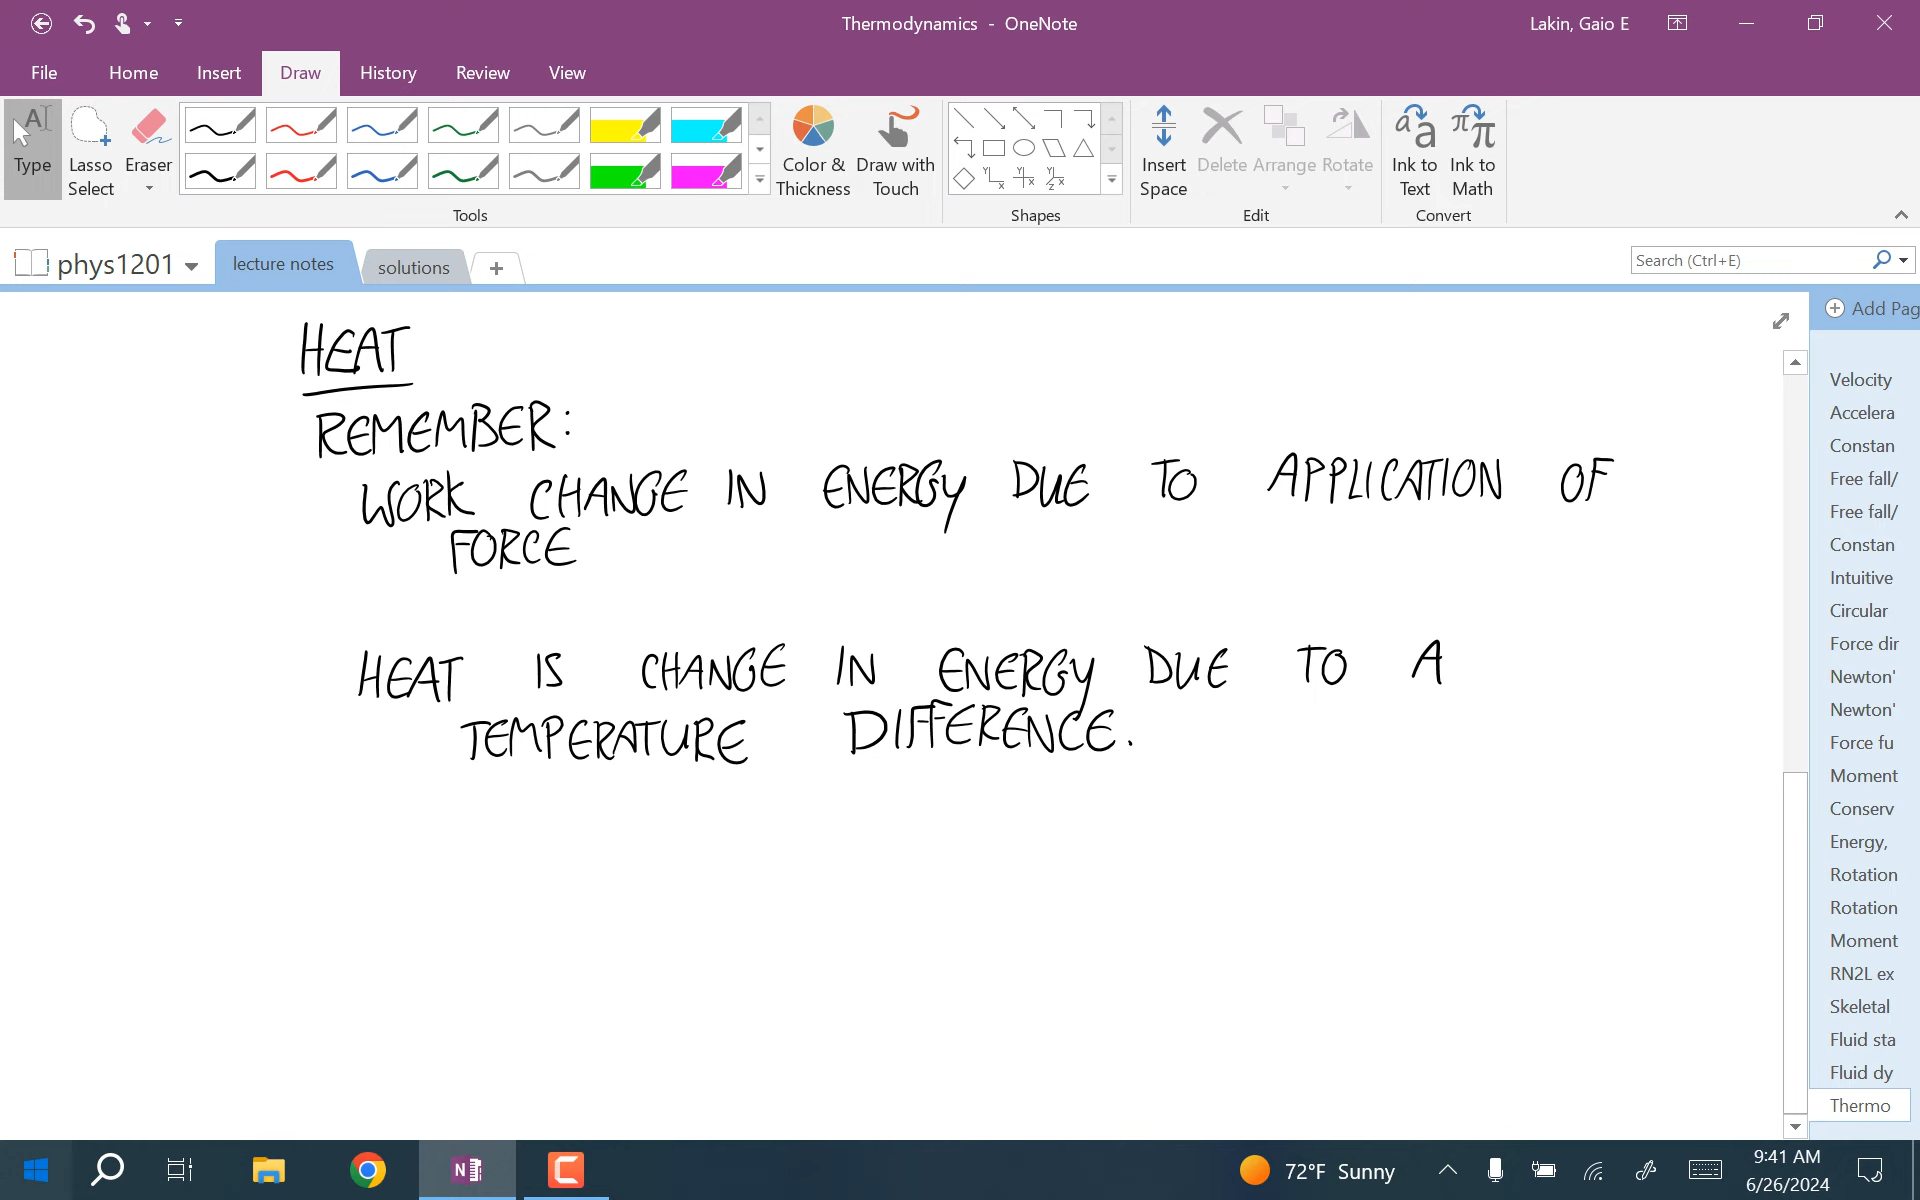 Thermodynamics - OneNote
Lakin, Gaio E
File Home Insert Draw History Review View
Type
Lasso Select
Eraser
Color & Thickness
Draw with Touch
Insert Space
Delete
Arrange
Rotate
Ink to Text
Ink to Math
Tools
Shapes
Edit
Convert
phys1201
lecture notes
solutions
Search (Ctrl+E)
Add Pag
HEAT
REMEMBER:
WORK CHANGE IN ENERGY DUE TO APPLICATION OF
FORCE
HEAT IS CHANGE IN ENERGY DUE TO A
TEMPERATURE DIFFERENCE.
Velocity
Accelera
Constan
Free fall/
Free fall/
Constan
Intuitive
Circular
Force dir
Newton'
Newton'
Force fu
Moment
Conserv
Energy,
Rotation
Rotation
Moment
RN2L ex
Skeletal
Fluid sta
Fluid dy
Thermo
72°F Sunny
9:41 AM
6/26/2024